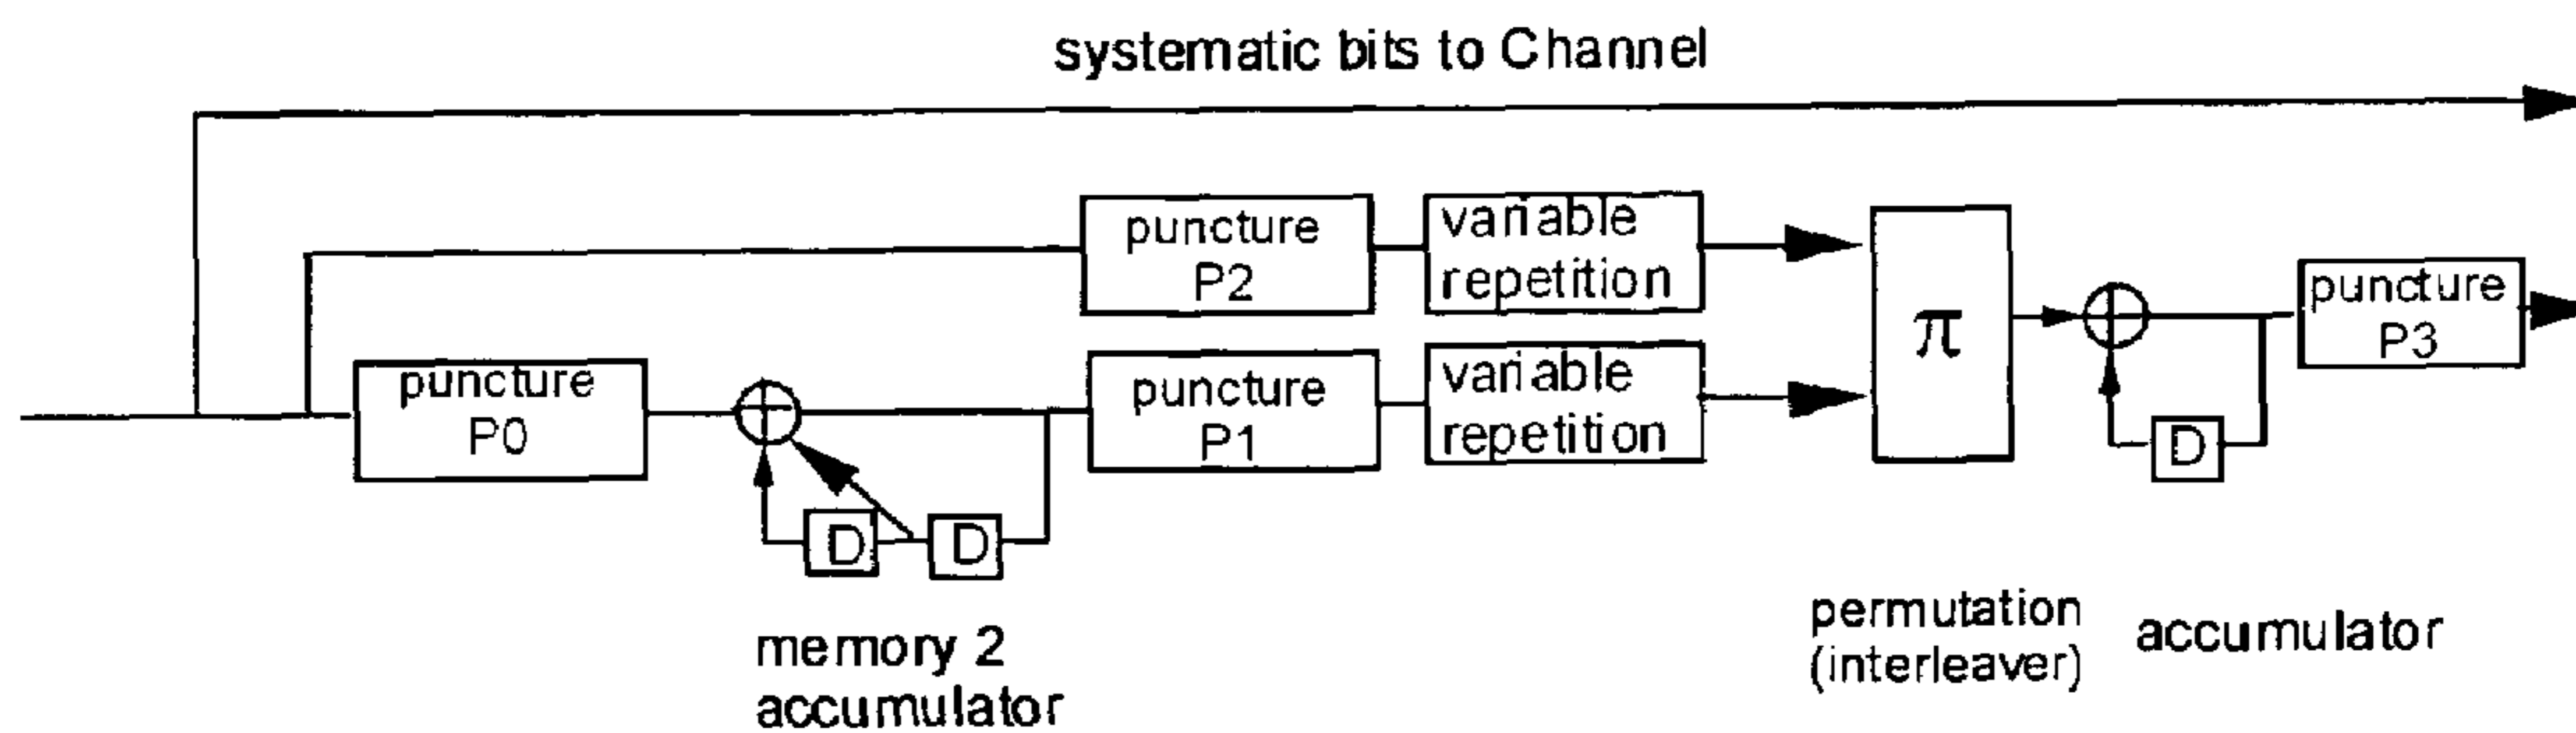 systematic bits to Channel
puncture
P2
variable
repetition
puncture
P0
puncture
P1
variable
repetition
π
puncture
P3
D
D
D
memory 2
accumulator
permutation
(interleaver)
accumulator